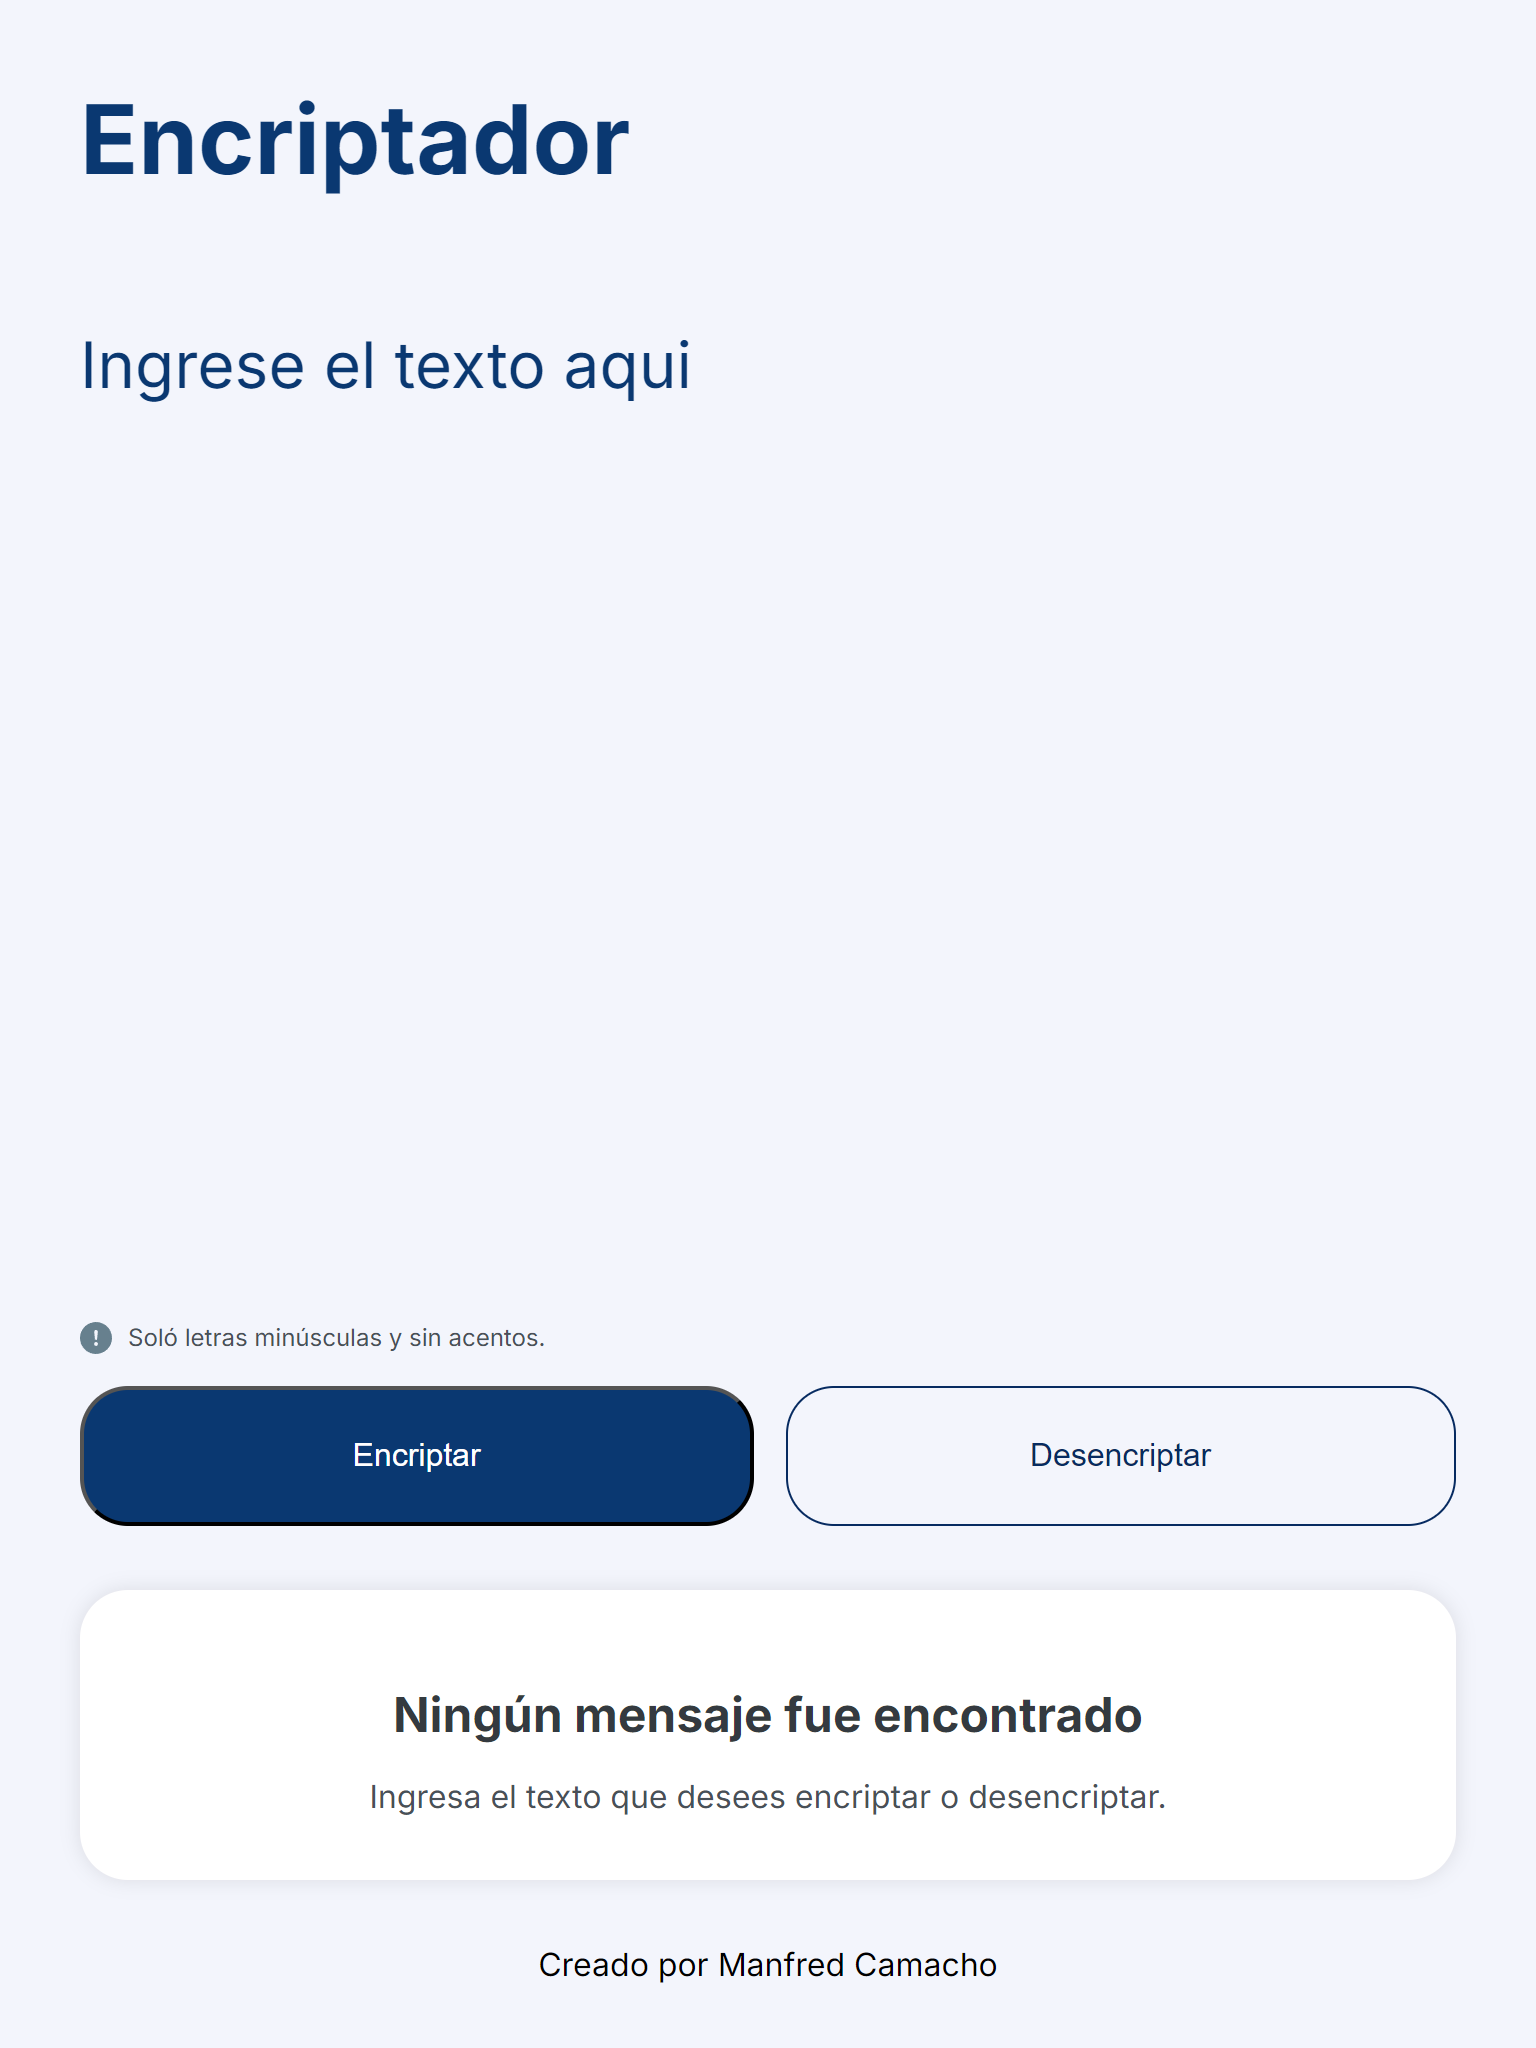 Encriptador
Ingrese el texto aqui
Soló letras minúsculas y sin acentos.
Encriptar
Desencriptar
Ningún mensaje fue encontrado
Ingresa el texto que desees encriptar o desencriptar.
Creado por Manfred Camacho